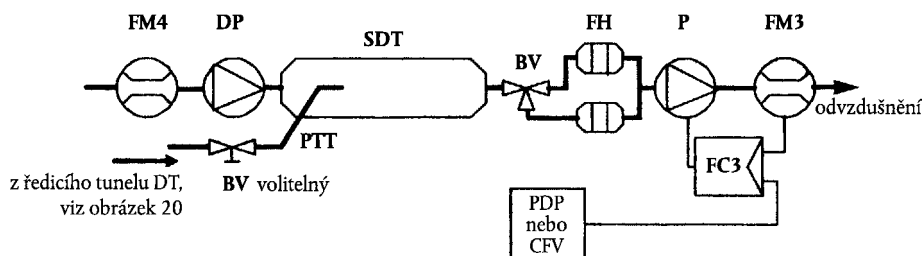 FM4
DP
SDT
BV
FH
P
FM3
odvzdušnění
PTT
FC3
z ředicího tunelu DT,
viz obrázek 20
BV volitelný
PDP
nebo
CFV